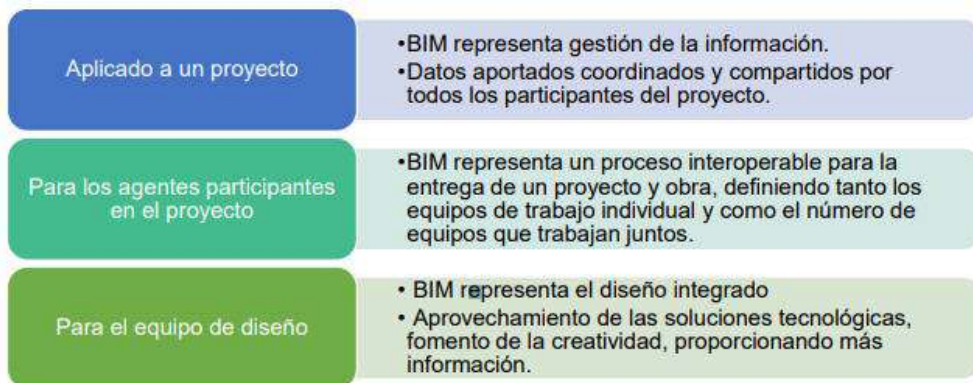 Aplicado a un proyecto
•BIM representa gestión de la información.
•Datos aportados coordinados y compartidos por
todos los participantes del proyecto.
Para los agentes participantes
en el proyecto
•BIM representa un proceso interoperable para la
entrega de un proyecto y obra, definiendo tanto los
equipos de trabajo individual y como el número de
equipos que trabajan juntos.
Para el equipo de diseño
• BIM representa el diseño integrado
• Aprovechamiento de las soluciones tecnológicas,
fomento de la creatividad, proporcionando más
información.